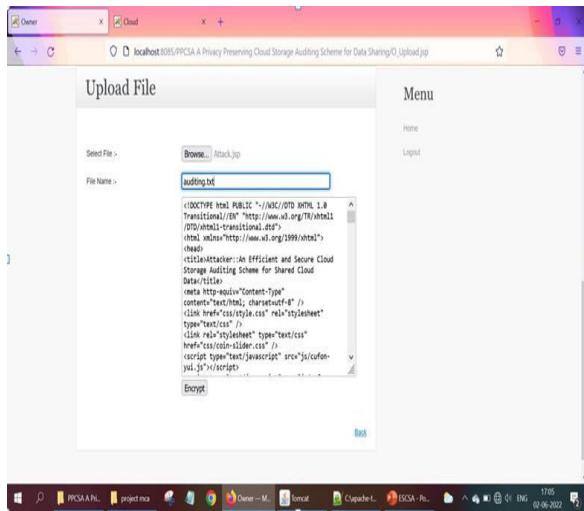 Owner
Cloud
localhost:8085/PPCSA A Privacy Preserving Cloud Storage Auditing Scheme for Data Sharing/O_Upload.jsp
Upload File
Menu
Home
Logout
Select File :-
Browse... Attack.jsp
File Name :-
auditing.txt
<!DOCTYPE html PUBLIC "-//W3C//DTD XHTML 1.0
Transitional//EN" "http://www.w3.org/TR/xhtml1
/DTD/xhtml1-transitional.dtd">
<html xmlns="http://www.w3.org/1999/xhtml">
<head>
<title>Attacker::An Efficient and Secure Cloud
Storage Auditing Scheme for Shared Cloud
Data</title>
<meta http-equiv="Content-Type"
content="text/html; charset=utf-8" />
<link href="css/style.css" rel="stylesheet"
type="text/css" />
<link rel="stylesheet" type="text/css"
href="css/coin-slider.css" />
<script type="text/javascript" src="js/cufon-
yui.js"></script>
Encrypt
Back
PPCSA A Pri...
project mca
Owner — M...
Tomcat
C:\apache-t...
ESCSA - Po...
ENG
17:05
02-06-2022